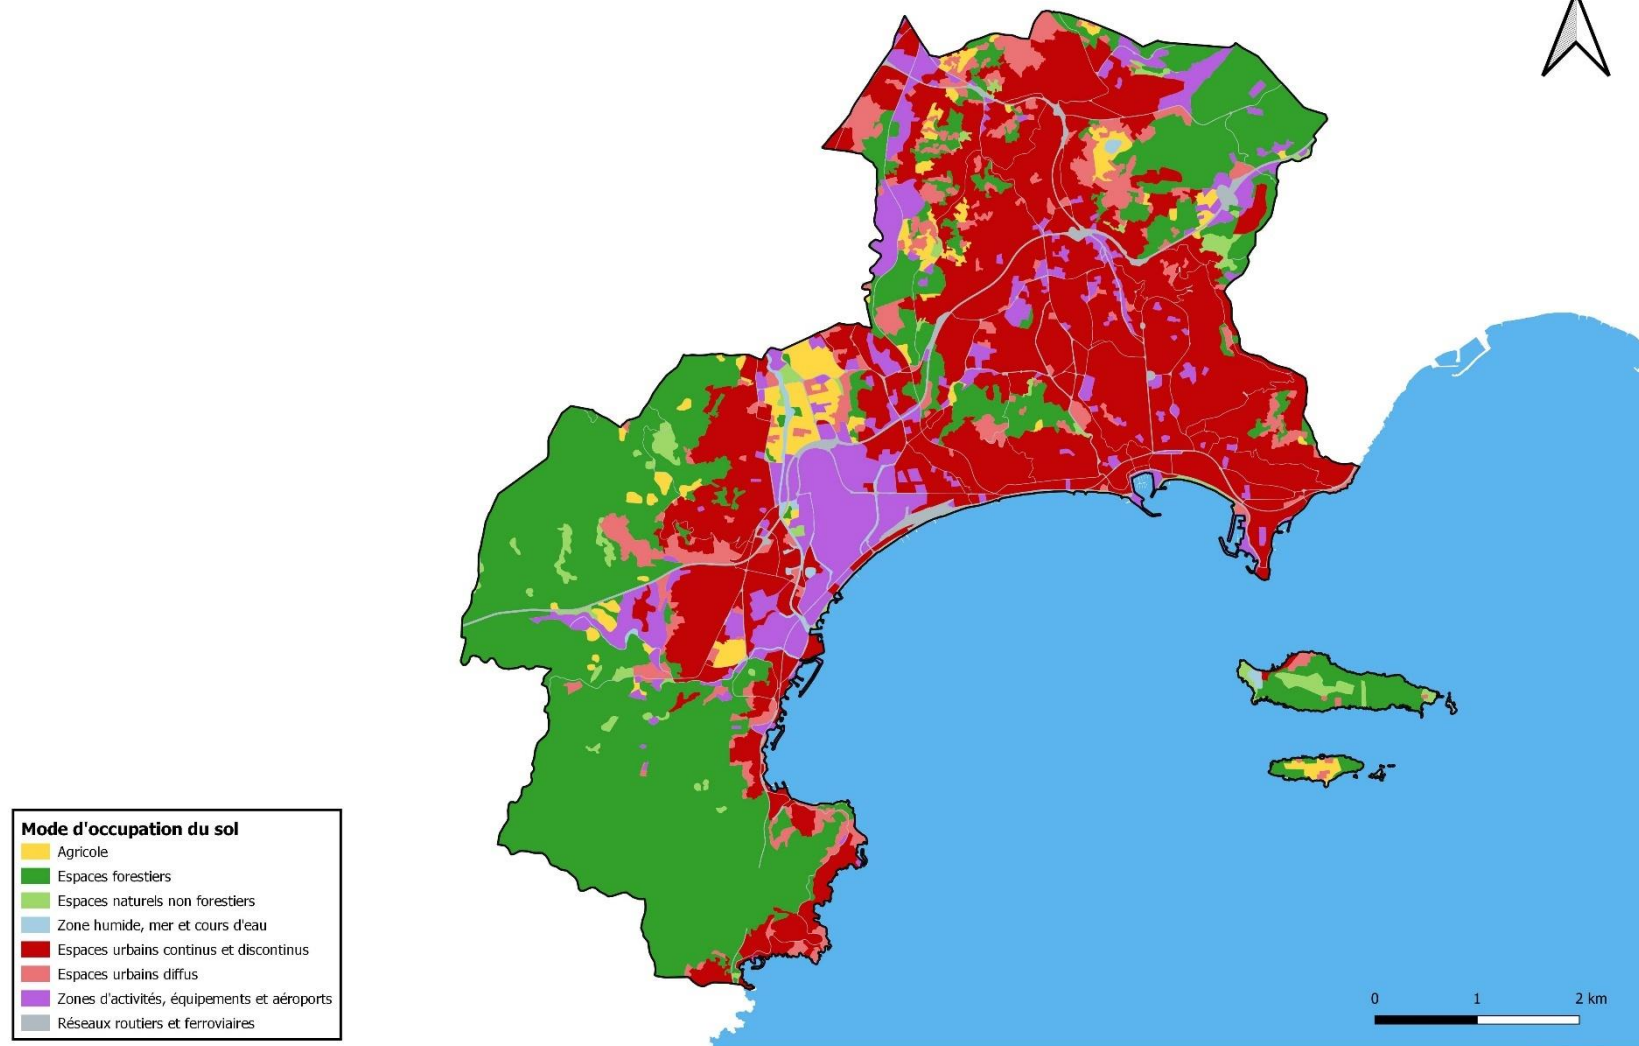 Mode d'occupation du sol
Agricole
Espaces forestiers
Espaces naturels non forestiers
Zone humide, mer et cours d'eau
Espaces urbains continus et discontinus
Espaces urbains diffus
Zones d'activités, équipements et aéroports
Réseaux routiers et ferroviaires
0 1 2 km